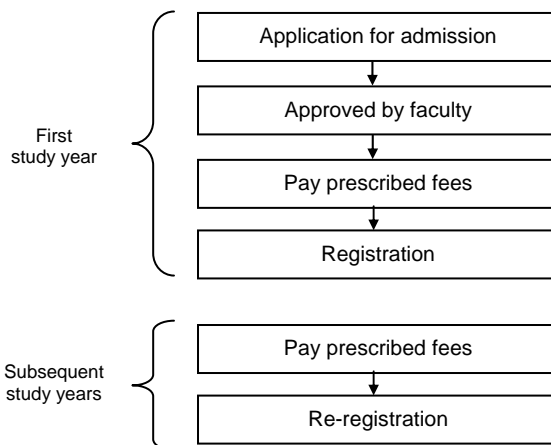 Application for admission
Approved by faculty
First
study year
Pay prescribed fees
Registration
Pay prescribed fees
Subsequent
study years
Re-registration